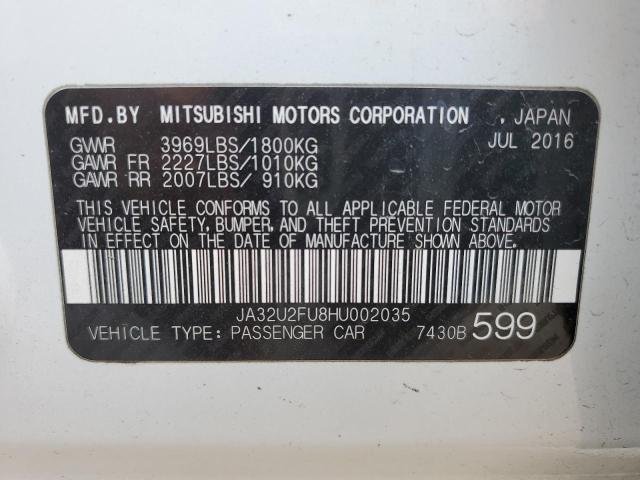 MFD.BY MITSUBISHI MOTORS CORPORATION , JAPAN
GVWR 3969LBS/1800KG JUL 2016
GAWR FR 2227LBS/1010KG
GAWR RR 2007LBS/ 910KG
THIS VEHICLE CONFORMS TO ALL APPLICABLE FEDERAL MOTOR
VEHICLE SAFETY, BUMPER, AND THEFT PREVENTION STANDARDS
IN EFFECT ON THE DATE OF MANUFACTURE SHOWN ABOVE.
JA32U2FU8HU002035
VEHICLE TYPE: PASSENGER CAR 7430B 599